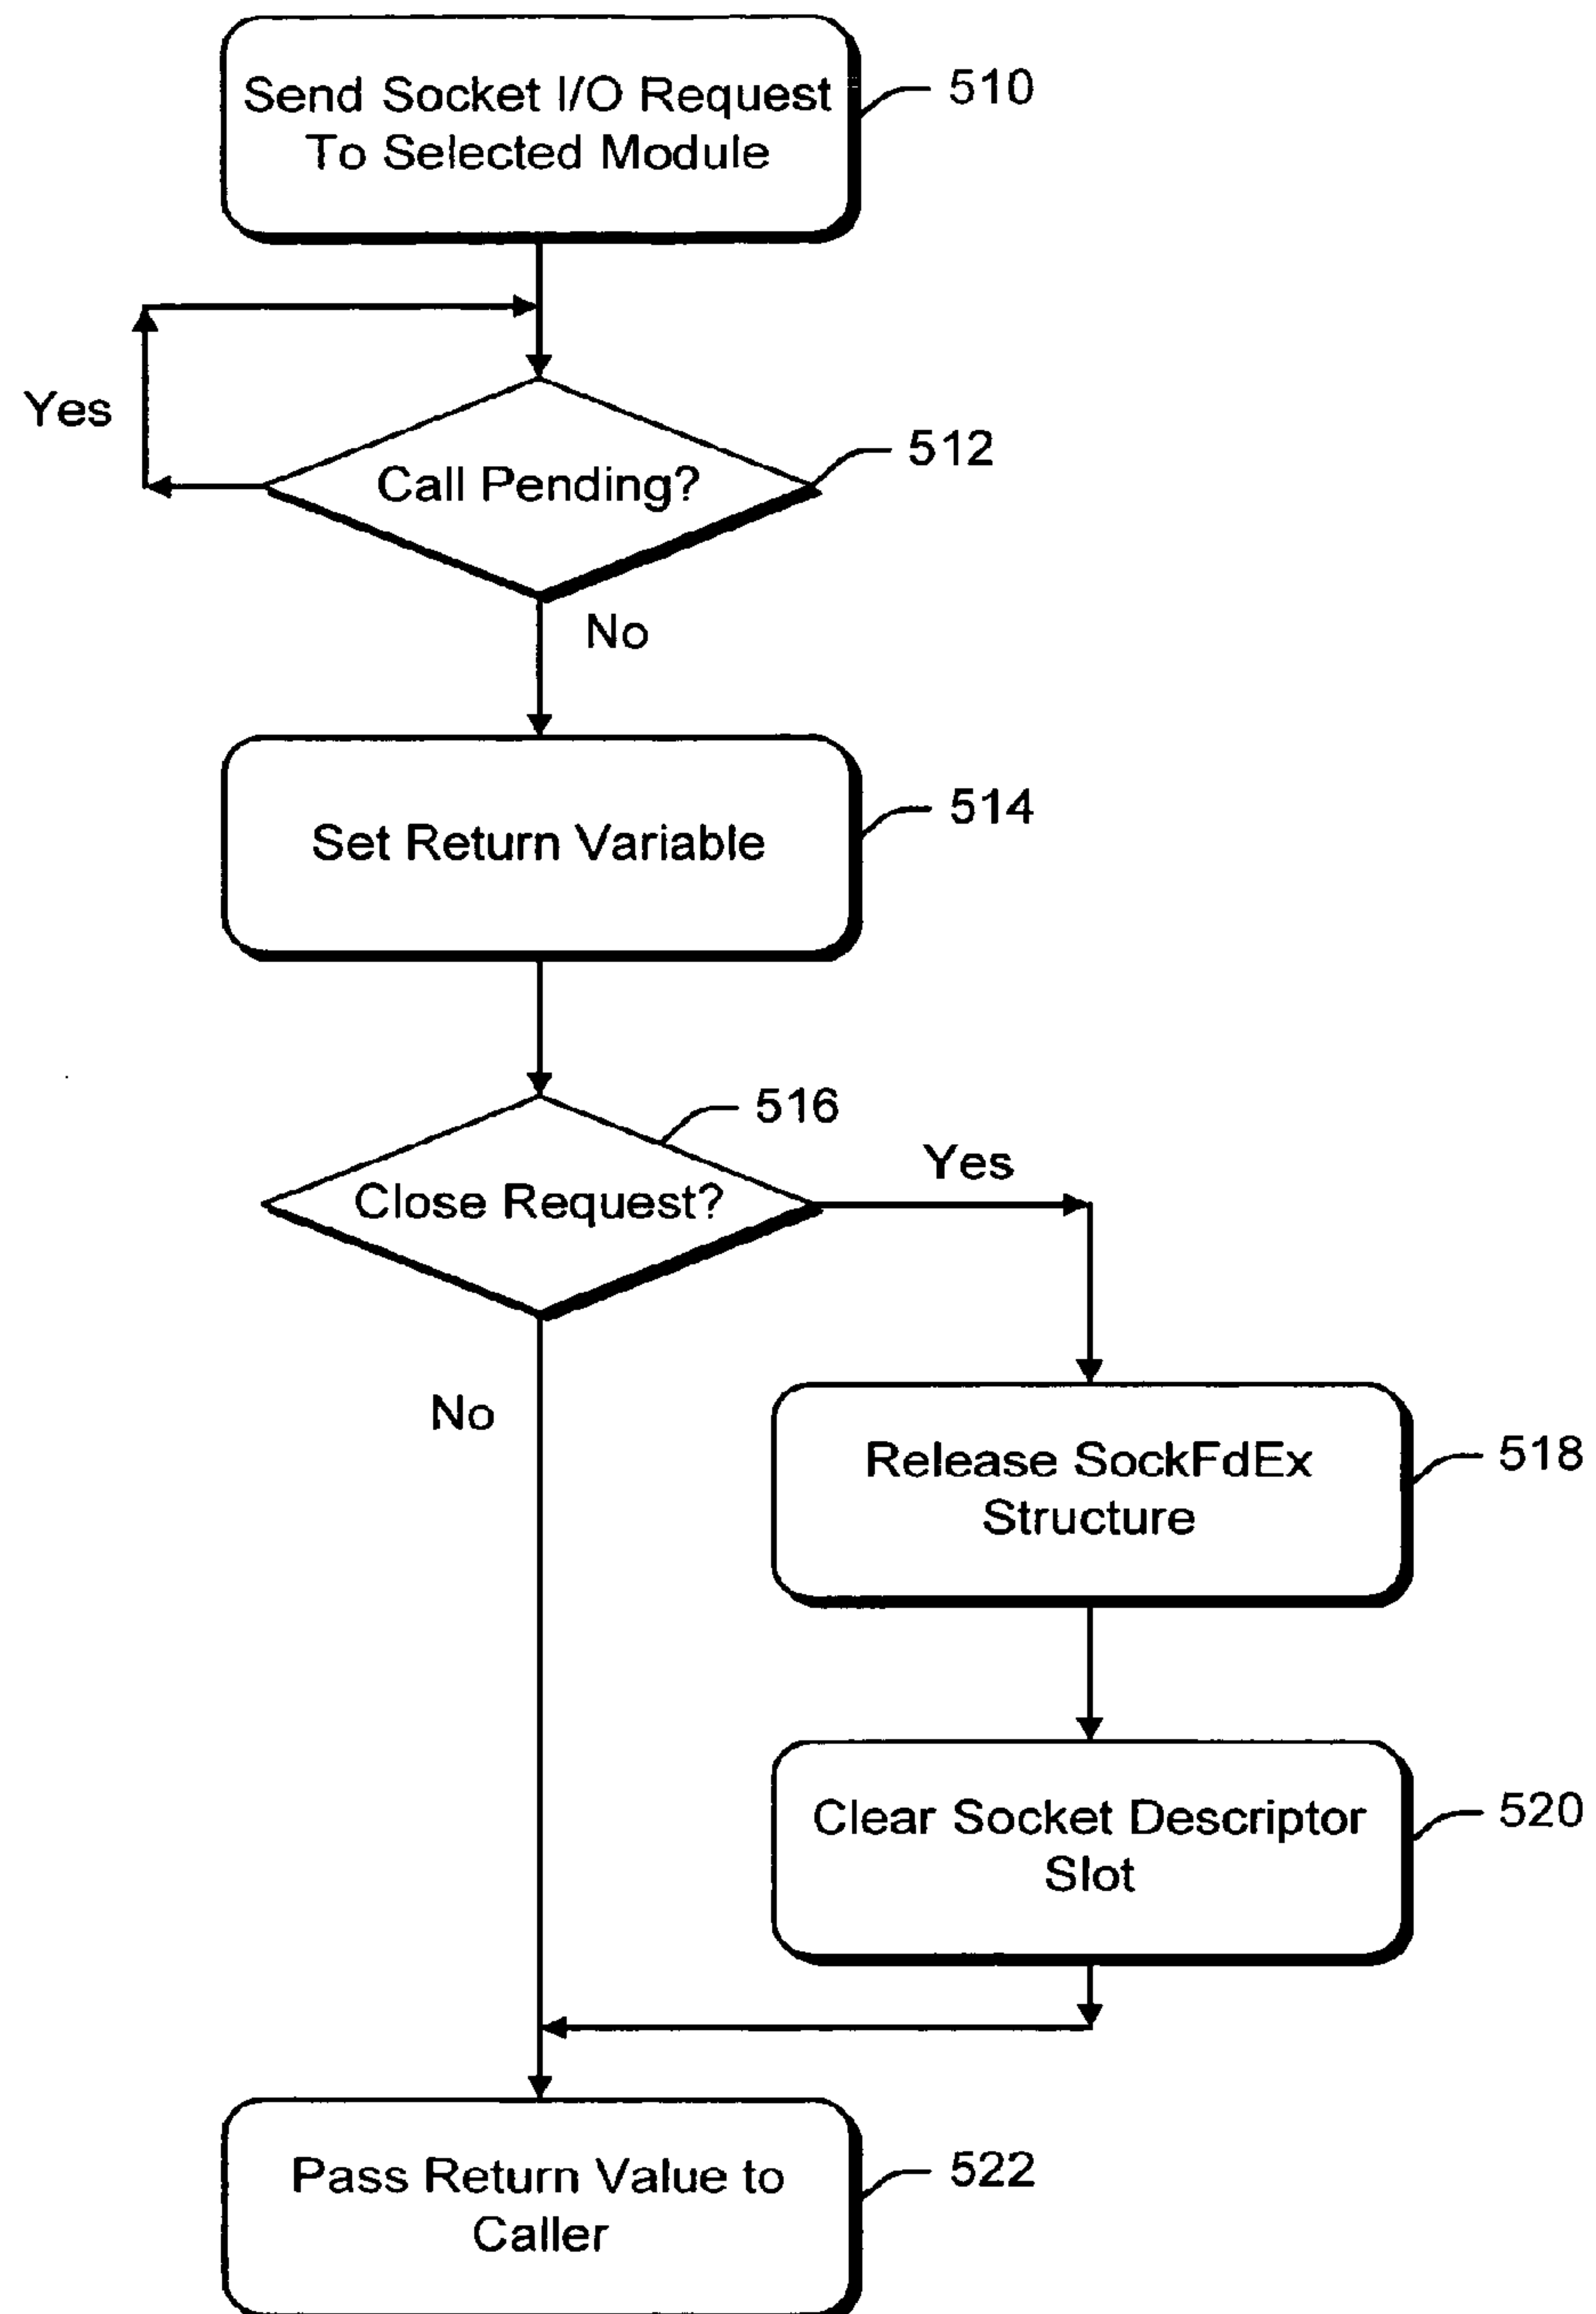 Send Socket I/O Request
To Selected Module
510
Yes
Call Pending?
512
No
Set Return Variable
514
516
Close Request?
Yes
No
Release SockFdEx
Structure
518
Clear Socket Descriptor
Slot
520
Pass Return Value to
Caller
522